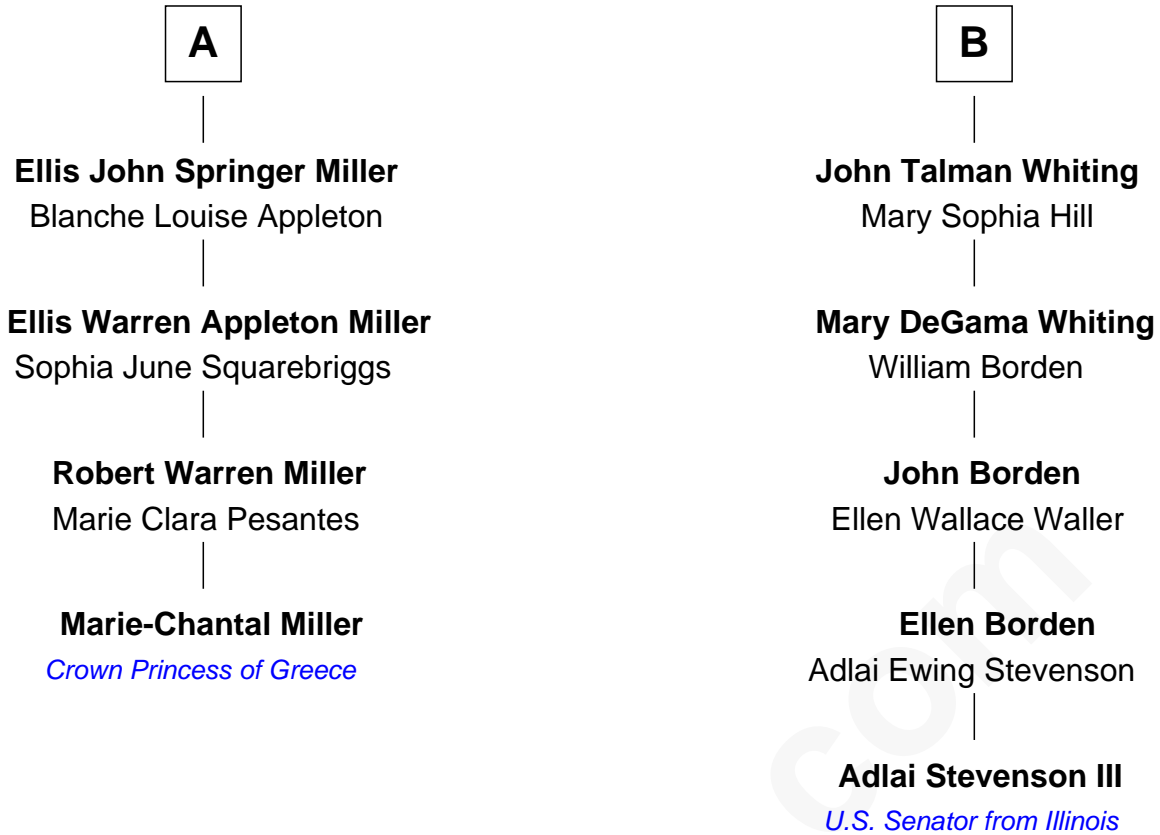 A
Ellis John Springer Miller
Blanche Louise Appleton
Ellis Warren Appleton Miller
Sophia June Squarebriggs
Robert Warren Miller
Marie Clara Pesantes
Marie-Chantal Miller
Crown Princess of Greece
B
John Talman Whiting
Mary Sophia Hill
Mary DeGama Whiting
William Borden
John Borden
Ellen Wallace Waller
Ellen Borden
Adlai Ewing Stevenson
Adlai Stevenson III
U.S. Senator from Illinois
com